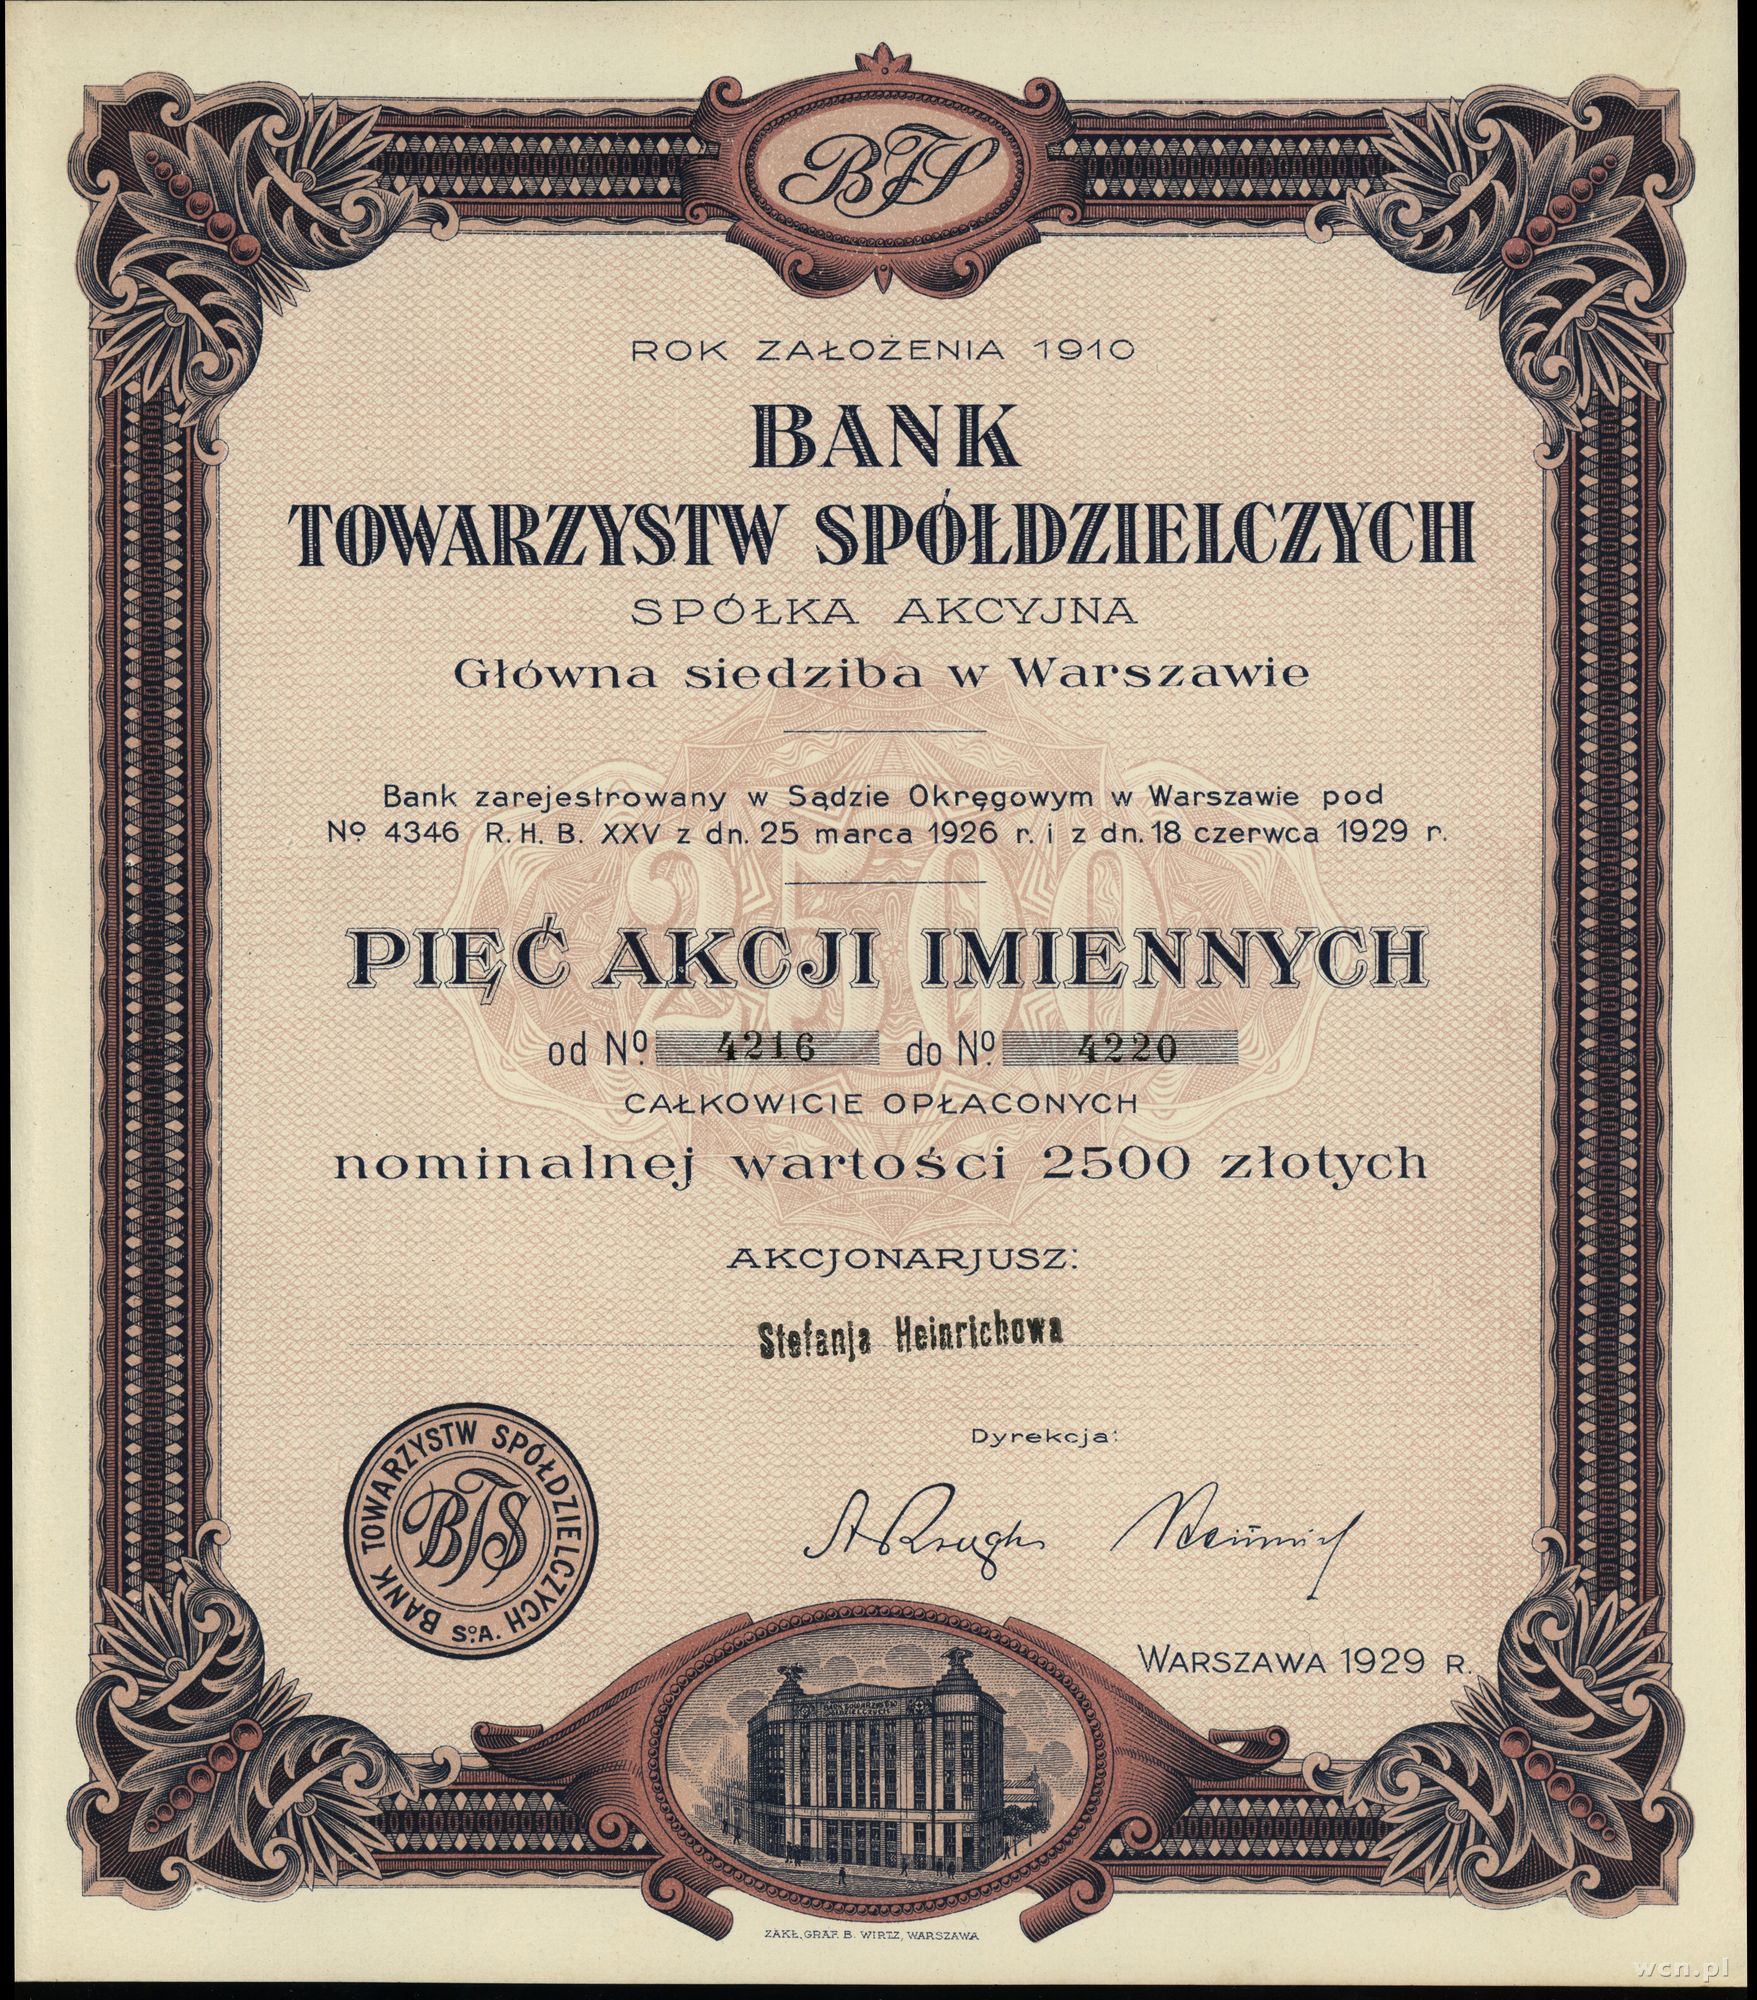 BTS
ROK ZAŁOŻENIA 1910
BANK
TOWARZYSTW SPÓŁDZIELCZYCH
SPÓŁKA AKCYJNA
Główna siedziba w Warszawie
Bank zarejestrowany w Sądzie Okręgowym w Warszawie pod
No 4346 R. H. B. XXV z dn. 25 marca 1926 r. i z dn. 18 czerwca 1929 r.
2500
PIĘĆ AKCJI IMIENNYCH
od No. 4216 do No. 4220
CAŁKOWICIE OPŁACONYCH
nominalnej wartości 2500 złotych
AKCJONARJUSZ:
Stefanja Heinrichowa
Dyrekcja:
BANK TOWARZYSTW SPÓŁDZIELCZYCH
S.A.
BTS
WARSZAWA 1929 R.
ZAKŁ. GRAF. B. WIRTZ, WARSZAWA
wcn.pl